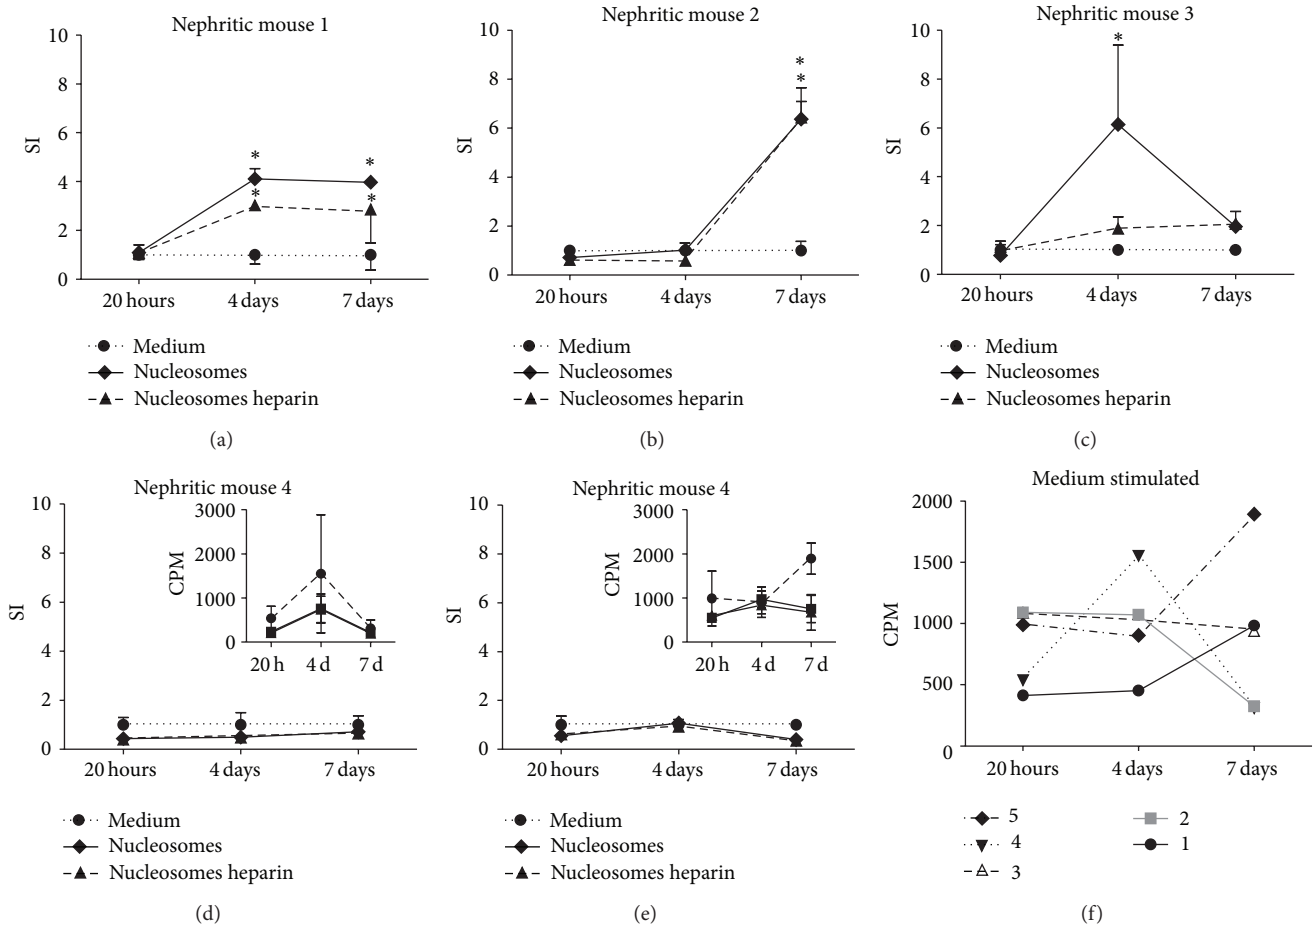 Nephritic mouse 1
10
8
6
4
2
0
SI
*
*
*
*
20 hours
4 days
7 days
Medium
Nucleosomes
Nucleosomes heparin
(a)
Nephritic mouse 2
10
8
6
4
2
0
SI
*
*
20 hours
4 days
7 days
Medium
Nucleosomes
Nucleosomes heparin
(b)
Nephritic mouse 3
10
8
6
4
2
0
SI
*
20 hours
4 days
7 days
Medium
Nucleosomes
Nucleosomes heparin
(c)
Nephritic mouse 4
10
8
6
4
2
0
SI
3000
2000
1000
0
CPM
20 h
4 d
7 d
20 hours
4 days
7 days
Medium
Nucleosomes
Nucleosomes heparin
(d)
Nephritic mouse 4
10
8
6
4
2
0
SI
3000
2000
1000
0
CPM
20 h
4 d
7 d
20 hours
4 days
7 days
Medium
Nucleosomes
Nucleosomes heparin
(e)
Medium stimulated
2000
1500
1000
500
0
CPM
20 hours
4 days
7 days
5
4
3
2
1
(f)